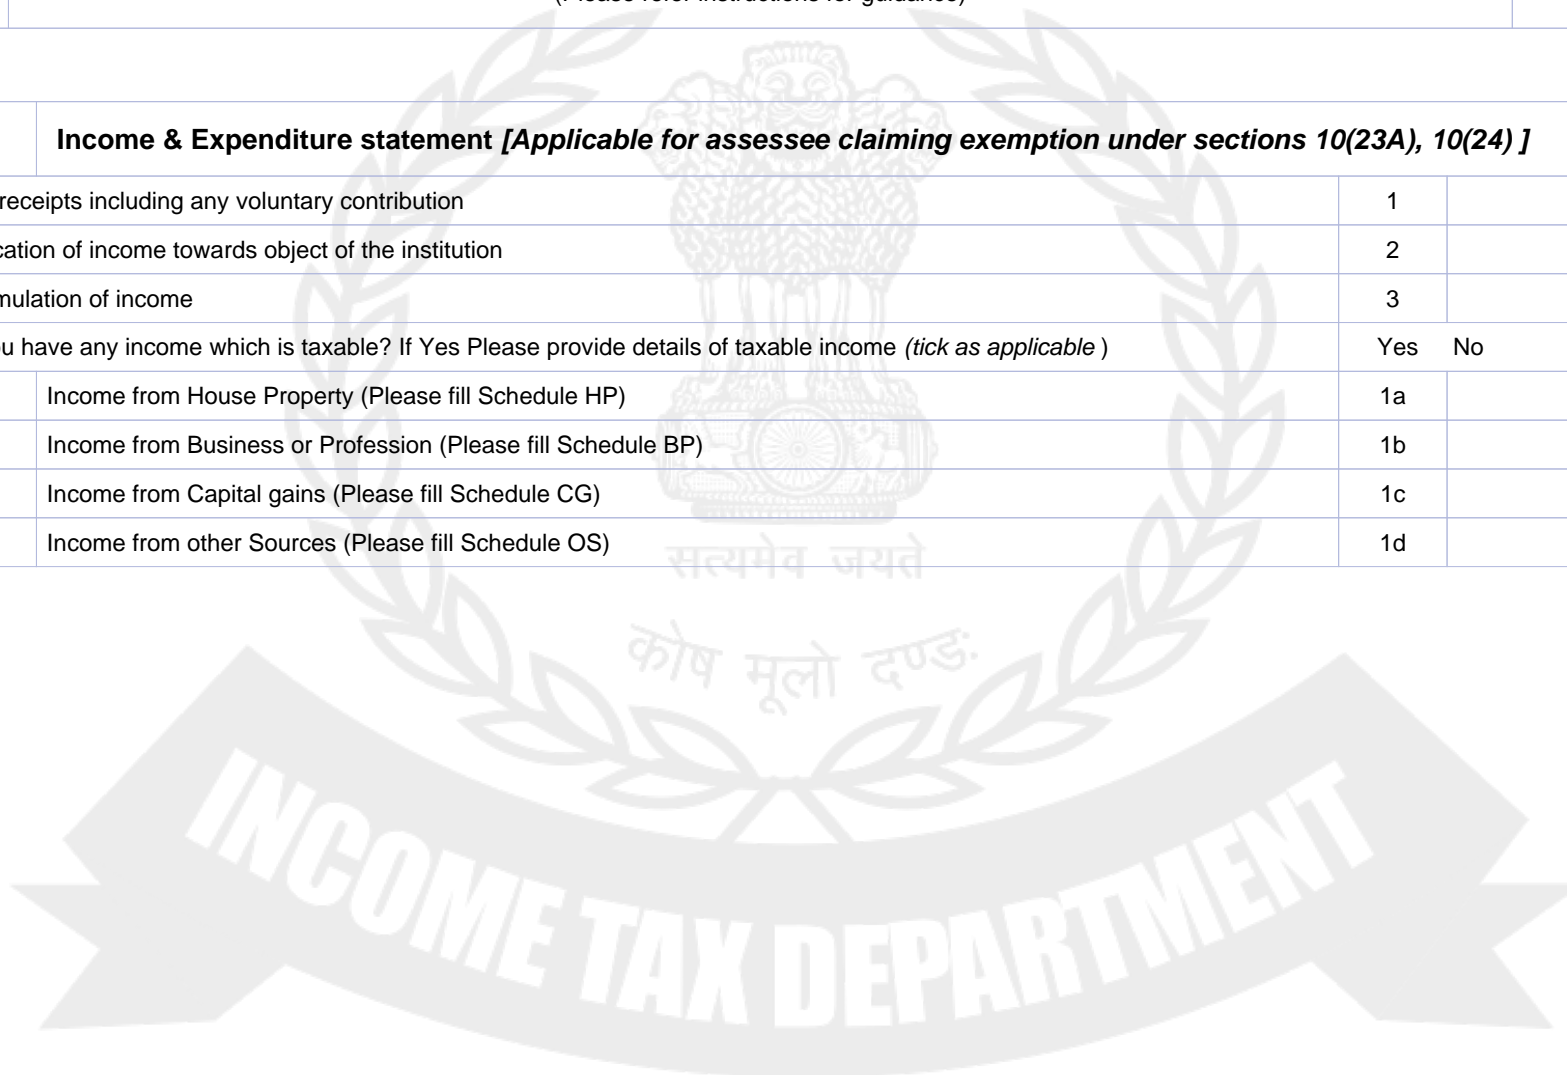 (Please refer instructions for guidance)
Income & Expenditure statement [Applicable for assessee claiming exemption under sections 10(23A), 10(24) ]
receipts including any voluntary contribution 1
cation of income towards object of the institution 2
mulation of income 3
u have any income which is taxable? If Yes Please provide details of taxable income (tick as applicable ) Yes No
Income from House Property (Please fill Schedule HP) 1a
Income from Business or Profession (Please fill Schedule BP) 1b
Income from Capital gains (Please fill Schedule CG) 1c
Income from other Sources (Please fill Schedule OS) 1d
सत्यमेव जयते
कोष मूलो दण्ड:
INCOME TAX DEPARTMENT